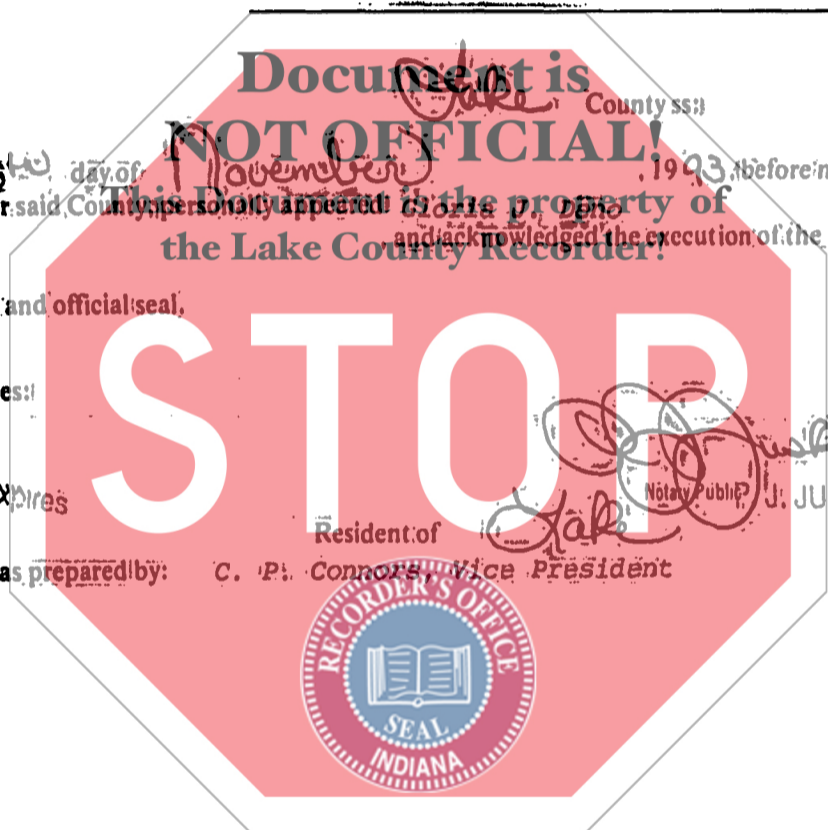 Document is
Lake County ss:
NOT OFFICIAL!
day of November, 1993, before
This Document is the property of
said County, personally appeared Gloria
the Lake County Recorder!
, and acknowledged the execution of the
and official seal.
STOP
Notary Public
Resident of Lake
prepared by: C. P. Connors, Vice President
RECORDER'S OFFICE
SEAL
INDIANA